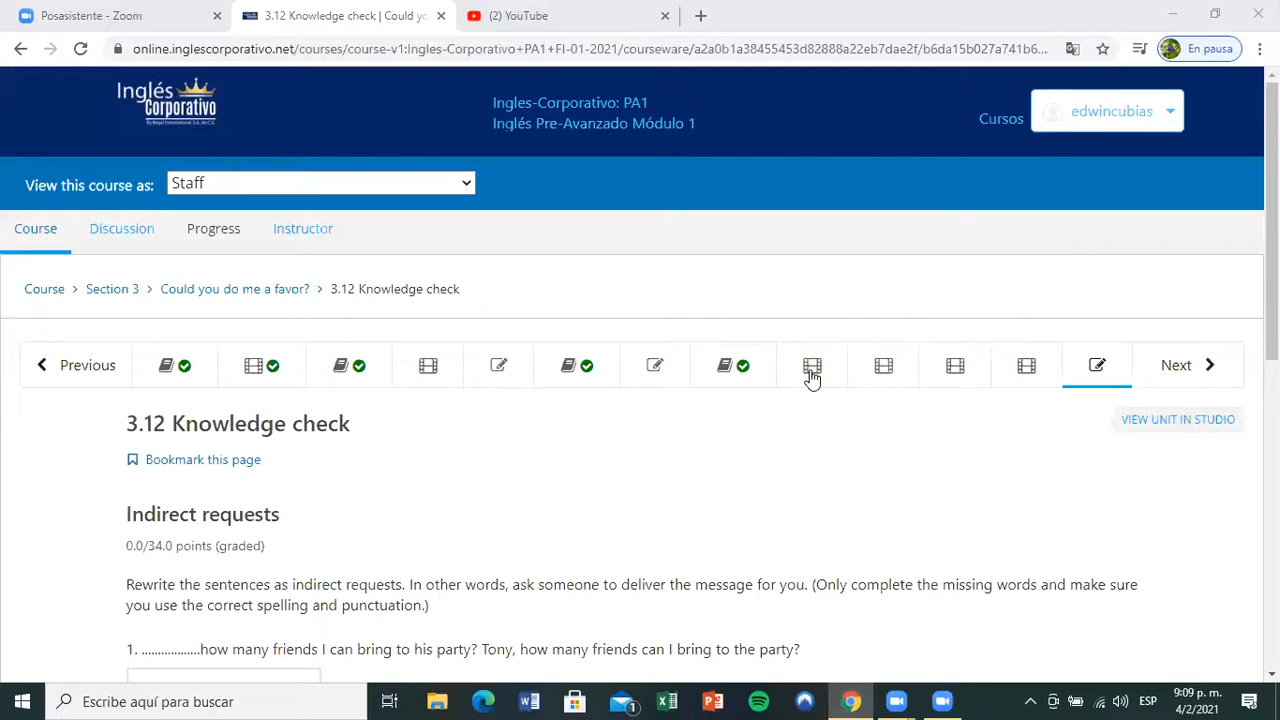 Posasistente - Zoom
3.12 Knowledge check | Could yo
(2) YouTube
online.inglescorporativo.net/courses/course-v1:Ingles-Corporativo+PA1+FI-01-2021/courseware/a2a0b1a38455453d82888a22eb7dae2f/b6da15b027a741b6...
En pausa
Inglés
Corporativo
Ingles-Corporativo: PA1
Inglés Pre-Avanzado Módulo 1
Cursos
edwincubias
View this course as:
Staff
Course
Discussion
Progress
Instructor
Course > Section 3 > Could you do me a favor? > 3.12 Knowledge check
Previous
Next
3.12 Knowledge check
VIEW UNIT IN STUDIO
Bookmark this page
Indirect requests
0.0/34.0 points (graded)
Rewrite the sentences as indirect requests. In other words, ask someone to deliver the message for you. (Only complete the missing words and make sure
you use the correct spelling and punctuation.)
1. ..................how many friends I can bring to his party? Tony, how many friends can I bring to the party?
Escribe aquí para buscar
1
ESP
9:09 p. m.
4/2/2021